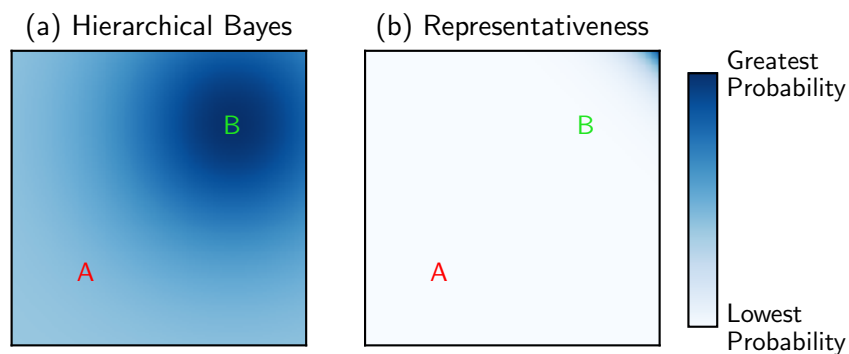 (a) Hierarchical Bayes
(b) Representativeness
Greatest
Probability
B
B
A
A
Lowest
Probability